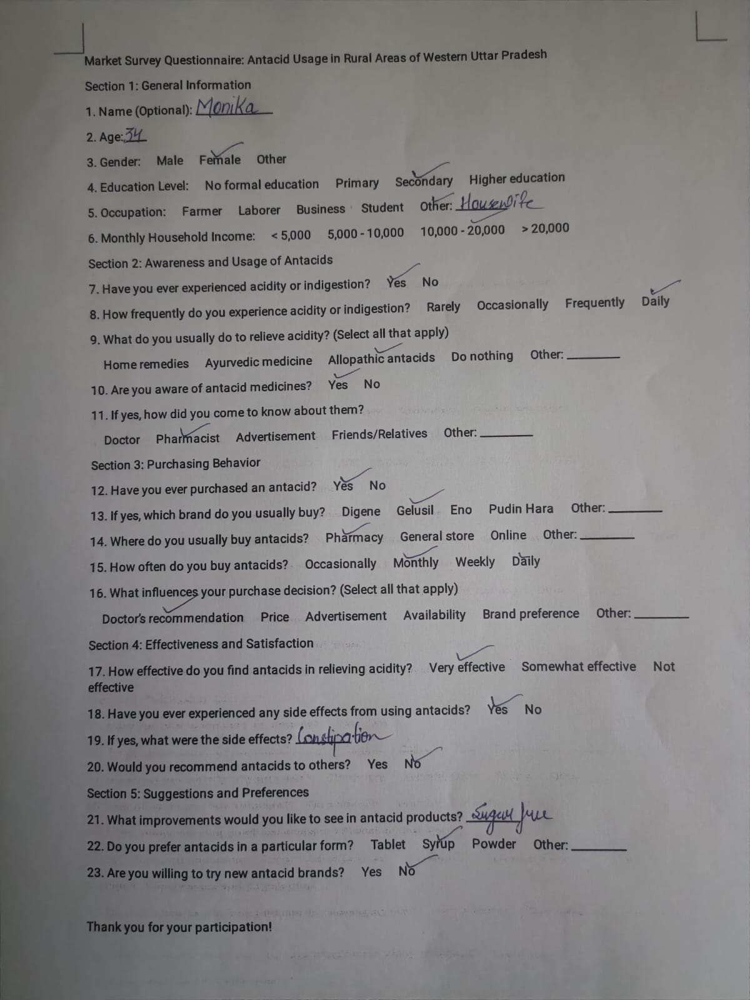 Market Survey Questionnaire: Antacid Usage in Rural Areas of Western Uttar Pradesh
Section 1: General Information
1. Name (Optional): Monika
2. Age: 34
3. Gender: Male Female Other
4. Education Level: No formal education Primary Secondary Higher education
5. Occupation: Farmer Laborer Business Student Other: Housewife
6. Monthly Household Income: < 5,000 5,000 - 10,000 10,000 - 20,000 > 20,000
Section 2: Awareness and Usage of Antacids
7. Have you ever experienced acidity or indigestion? Yes No
8. How frequently do you experience acidity or indigestion? Rarely Occasionally Frequently Daily
9. What do you usually do to relieve acidity? (Select all that apply)
Home remedies Ayurvedic medicine Allopathic antacids Do nothing Other: ________
10. Are you aware of antacid medicines? Yes No
11. If yes, how did you come to know about them?
Doctor Pharmacist Advertisement Friends/Relatives Other: ________
Section 3: Purchasing Behavior
12. Have you ever purchased an antacid? Yes No
13. If yes, which brand do you usually buy? Digene Gelusil Eno Pudin Hara Other: ________
14. Where do you usually buy antacids? Pharmacy General store Online Other: ________
15. How often do you buy antacids? Occasionally Monthly Weekly Daily
16. What influences your purchase decision? (Select all that apply)
Doctor's recommendation Price Advertisement Availability Brand preference Other: ________
Section 4: Effectiveness and Satisfaction
17. How effective do you find antacids in relieving acidity? Very effective Somewhat effective Not
effective
18. Have you ever experienced any side effects from using antacids? Yes No
19. If yes, what were the side effects? Constipation
20. Would you recommend antacids to others? Yes No
Section 5: Suggestions and Preferences
21. What improvements would you like to see in antacid products? Sugar free
22. Do you prefer antacids in a particular form? Tablet Syrup Powder Other: ________
23. Are you willing to try new antacid brands? Yes No
Thank you for your participation!